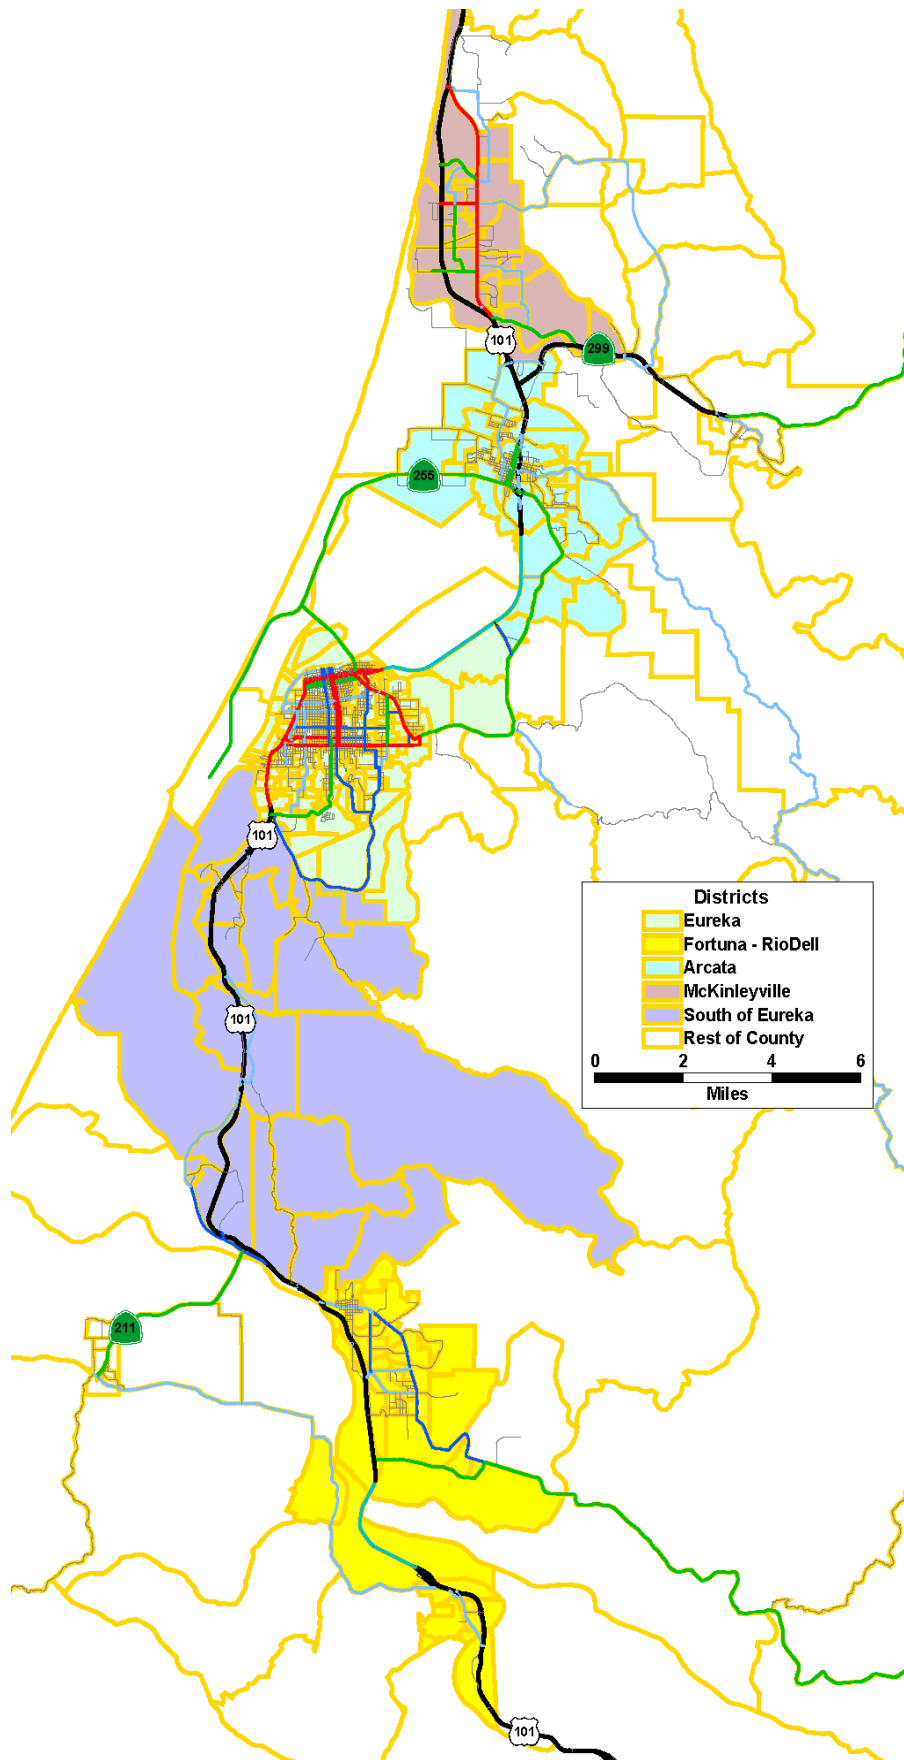 101
299
255
101
Districts
Eureka
Fortuna - RioDell
Arcata
McKinleyville
South of Eureka
Rest of County
0 2 4 6
Miles
101
211
101